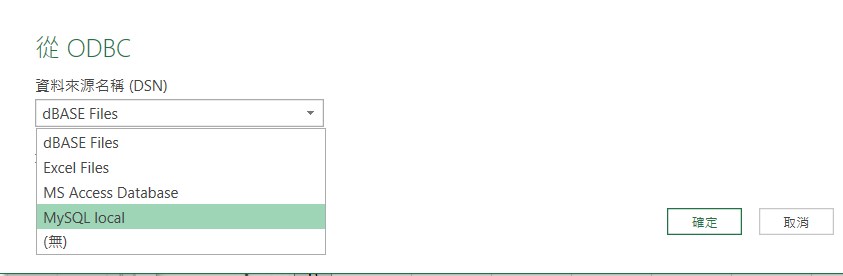 從 ODBC
資料來源名稱 (DSN)
dBASE Files
dBASE Files
Excel Files
MS Access Database
MySQL local
(無)
確定
取消